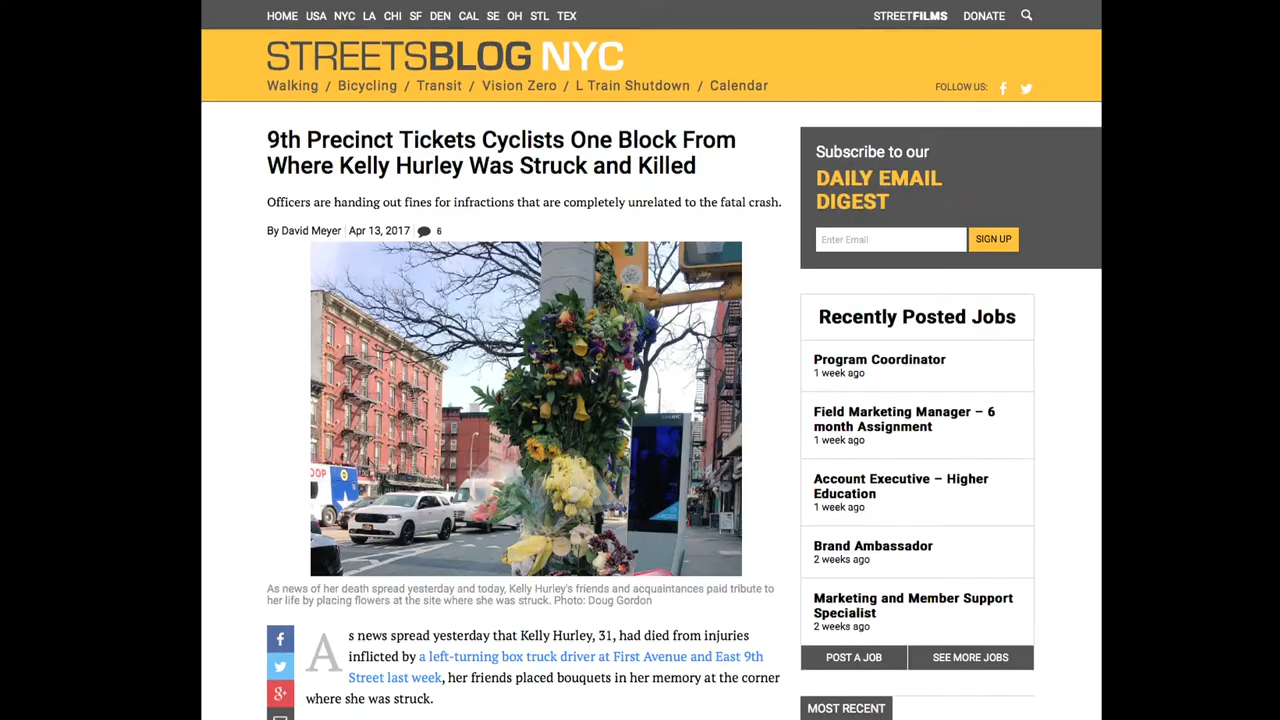 HOME USA NYC LA CHI SF DEN CAL SE OH STL TEX
STREETFILMS DONATE
STREETSBLOG NYC
Walking / Bicycling / Transit / Vision Zero / L Train Shutdown / Calendar
FOLLOW US:
9th Precinct Tickets Cyclists One Block From
Where Kelly Hurley Was Struck and Killed
Officers are handing out fines for infractions that are completely unrelated to the fatal crash.
By David Meyer | Apr 13, 2017 | 6
As news of her death spread yesterday and today, Kelly Hurley's friends and acquaintances paid tribute to
her life by placing flowers at the site where she was struck. Photo: Doug Gordon
As news spread yesterday that Kelly Hurley, 31, had died from injuries
inflicted by a left-turning box truck driver at First Avenue and East 9th
Street last week, her friends placed bouquets in her memory at the corner
where she was struck.
Subscribe to our
DAILY EMAIL
DIGEST
Enter Email
SIGN UP
Recently Posted Jobs
Program Coordinator
1 week ago
Field Marketing Manager – 6
month Assignment
1 week ago
Account Executive – Higher
Education
1 week ago
Brand Ambassador
2 weeks ago
Marketing and Member Support
Specialist
2 weeks ago
POST A JOB
SEE MORE JOBS
MOST RECENT